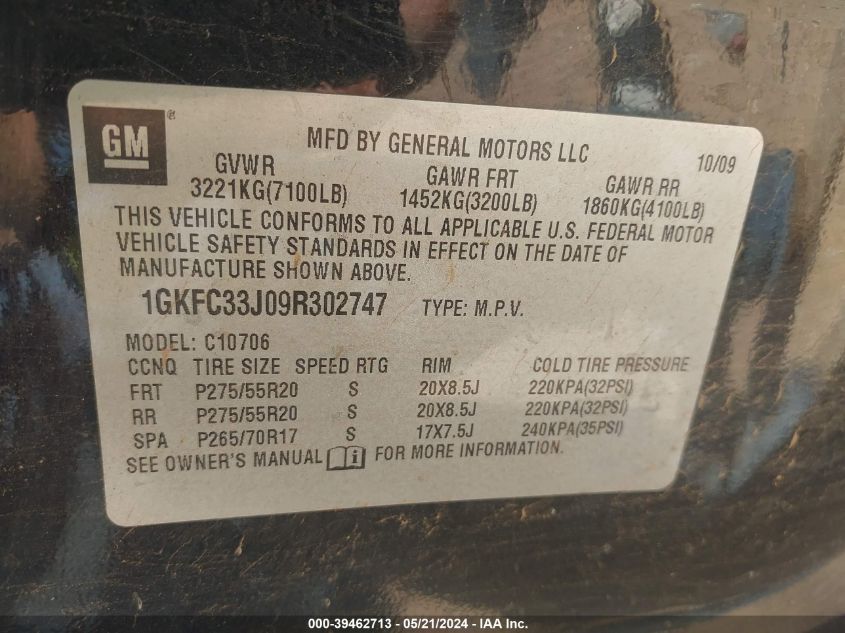 GM®
MFD BY GENERAL MOTORS LLC 10/09
GVWR GAWR FRT GAWR RR
3221KG(7100LB) 1452KG(3200LB) 1860KG(4100LB)
THIS VEHICLE CONFORMS TO ALL APPLICABLE U.S. FEDERAL MOTOR
VEHICLE SAFETY STANDARDS IN EFFECT ON THE DATE OF
MANUFACTURE SHOWN ABOVE.
1GKFC33J09R302747 TYPE: M.P.V.
MODEL: C10706
CCNQ TIRE SIZE SPEED RTG RIM COLD TIRE PRESSURE
FRT P275/55R20 S 20X8.5J 220KPA(32PSI)
RR P275/55R20 S 20X8.5J 220KPA(32PSI)
SPA P265/70R17 S 17X7.5J 240KPA(35PSI)
SEE OWNER'S MANUAL FOR MORE INFORMATION.
000-39462713 - 05/21/2024 - IAA Inc.